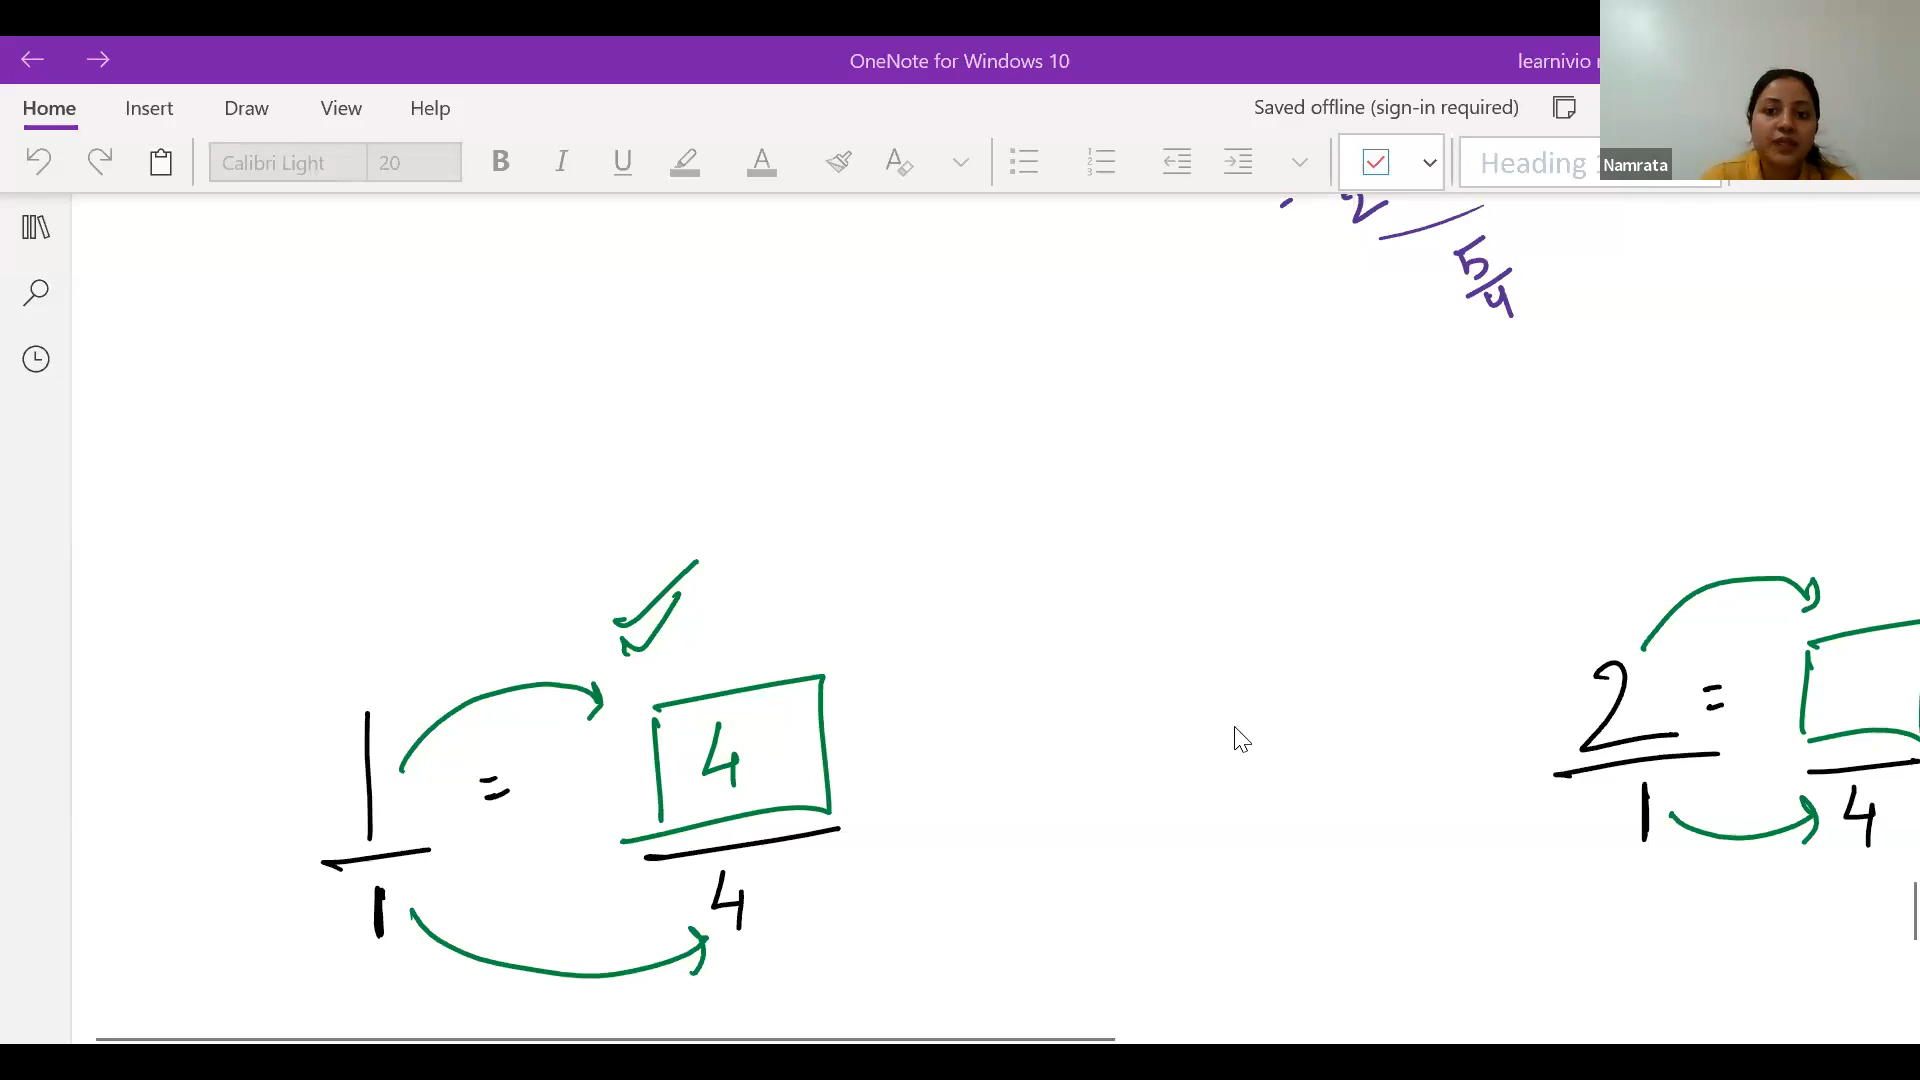 OneNote for Windows 10
learnivio
Home Insert Draw View Help
Saved offline (sign-in required)
Calibri Light 20 B I U A A Heading
Namrata
2
5/4
1 = 4
1 4
2 =
1 4